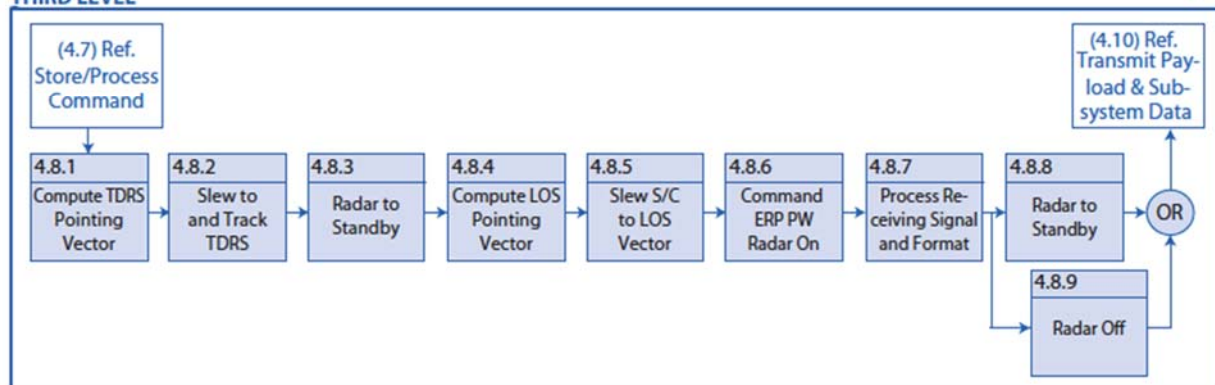 THIRD LEVEL
(4.7) Ref.
Store/Process
Command
(4.10) Ref.
Transmit Pay-
load & Sub-
system Data
4.8.1
Compute TDRS
Pointing
Vector
4.8.2
Slew to
and Track
TDRS
4.8.3
Radar to
Standby
4.8.4
Compute LOS
Pointing
Vector
4.8.5
Slew S/C
to LOS
Vector
4.8.6
Command
ERP PW
Radar On
4.8.7
Process Re-
ceiving Signal
and Format
4.8.8
Radar to
Standby
OR
4.8.9
Radar Off